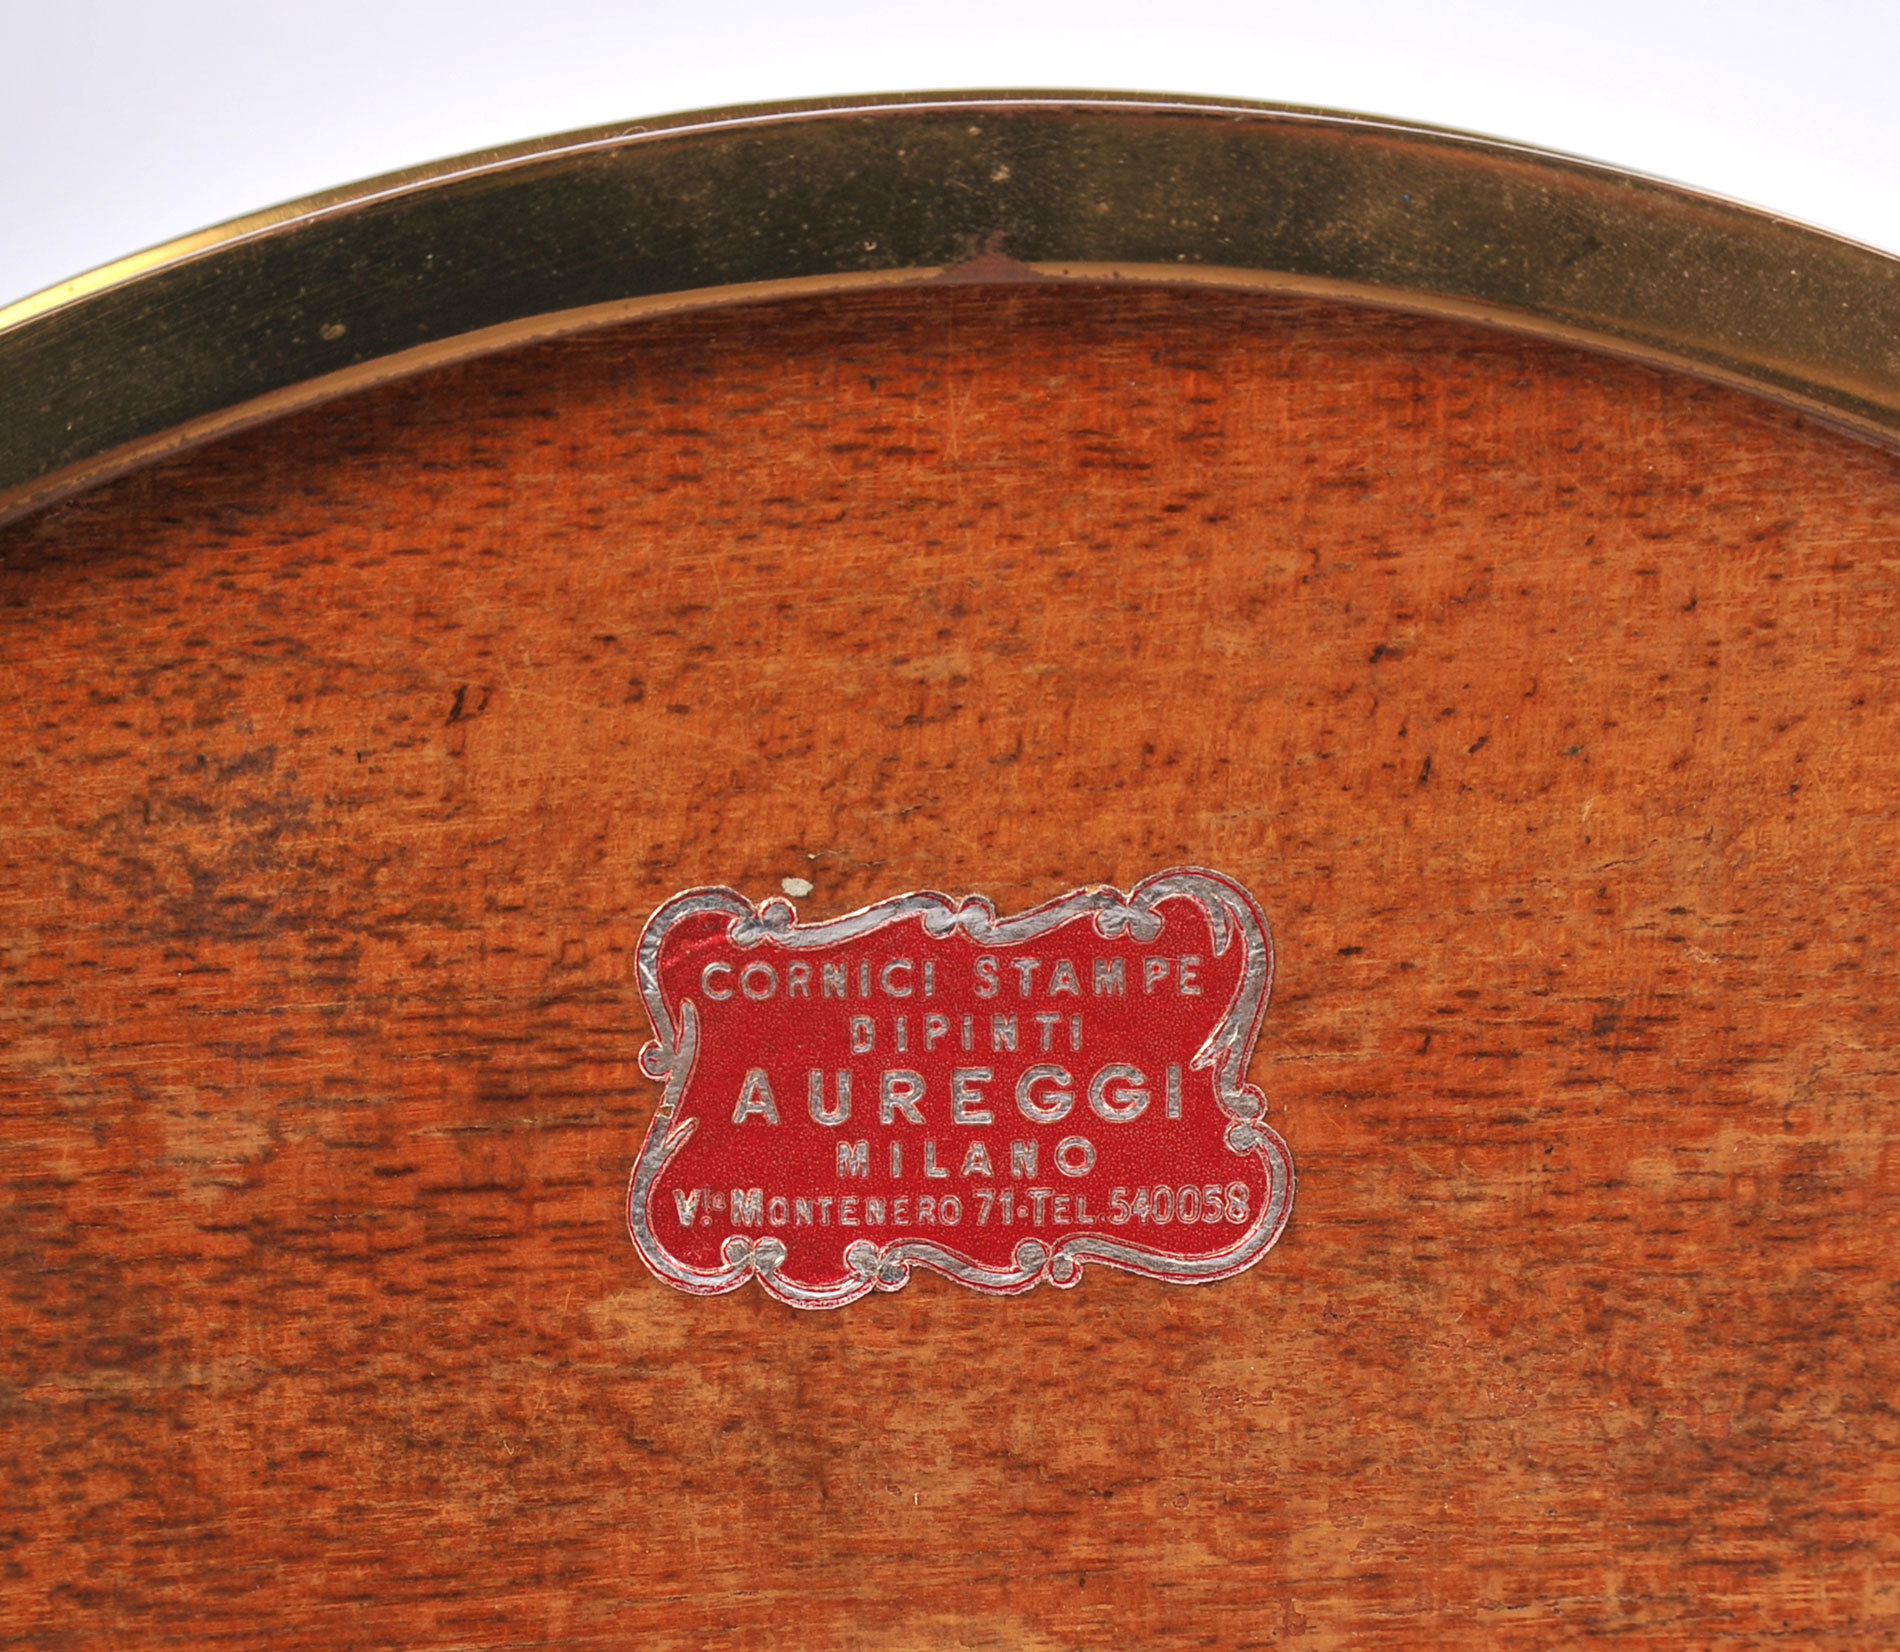 CORNICI STAMPE
DIPINTI
AUREGGI
MILANO
V.le MONTENERO 71·TEL.540058